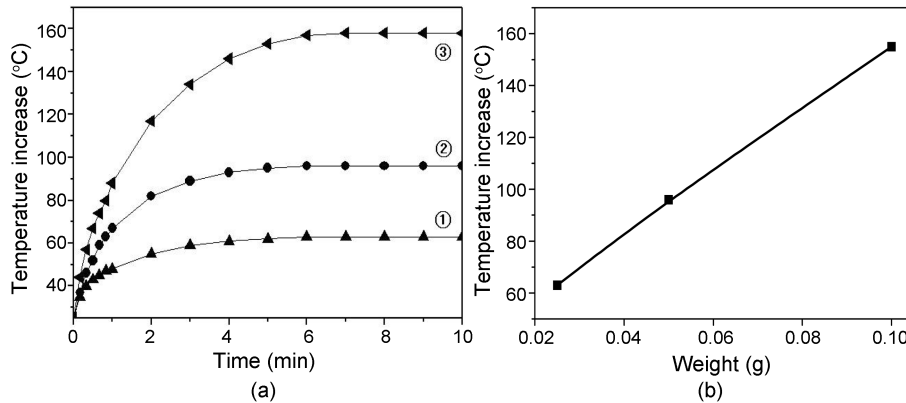 Temperature increase (°C)
160
140
120
100
80
60
40
③
②
①
0 2 4 6 8 10
Time (min)
(a)
Temperature increase (°C)
160
140
120
100
80
60
0.02 0.04 0.06 0.08 0.10
Weight (g)
(b)